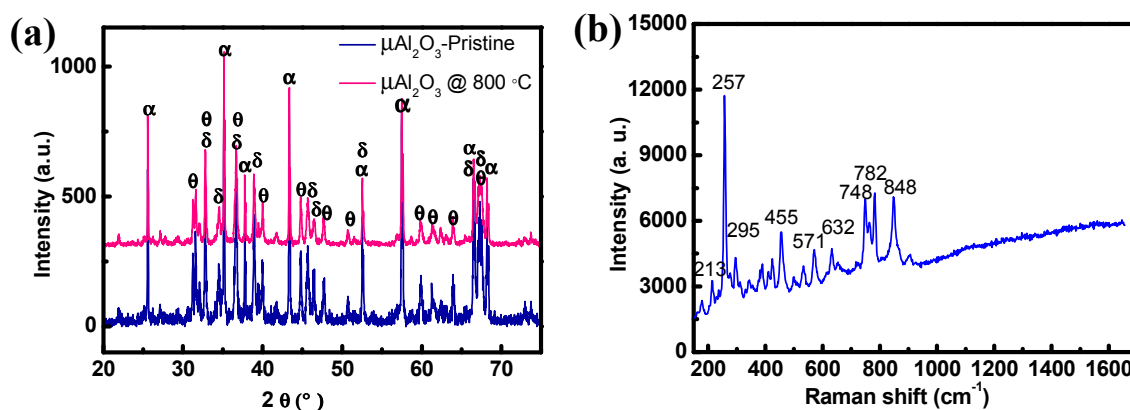 (a)
Intensity (a.u.)
1000
500
0
μAl₂O₃-Pristine
μAl₂O₃ @ 800 °C
α
θ
θ
δ
δ
α
θ
δ
α
δ
θ
α
θ
δ
δ
θ
θ
δ
α
α
θ
θ
θ
α
δ
δ
θ
α
20 30 40 50 60 70
2 θ (°)
(b)
Intensity (a. u.)
15000
12000
9000
6000
3000
0
257
213
295
455
571
632
748
782
848
200 400 600 800 1000 1200 1400 1600
Raman shift (cm⁻¹)